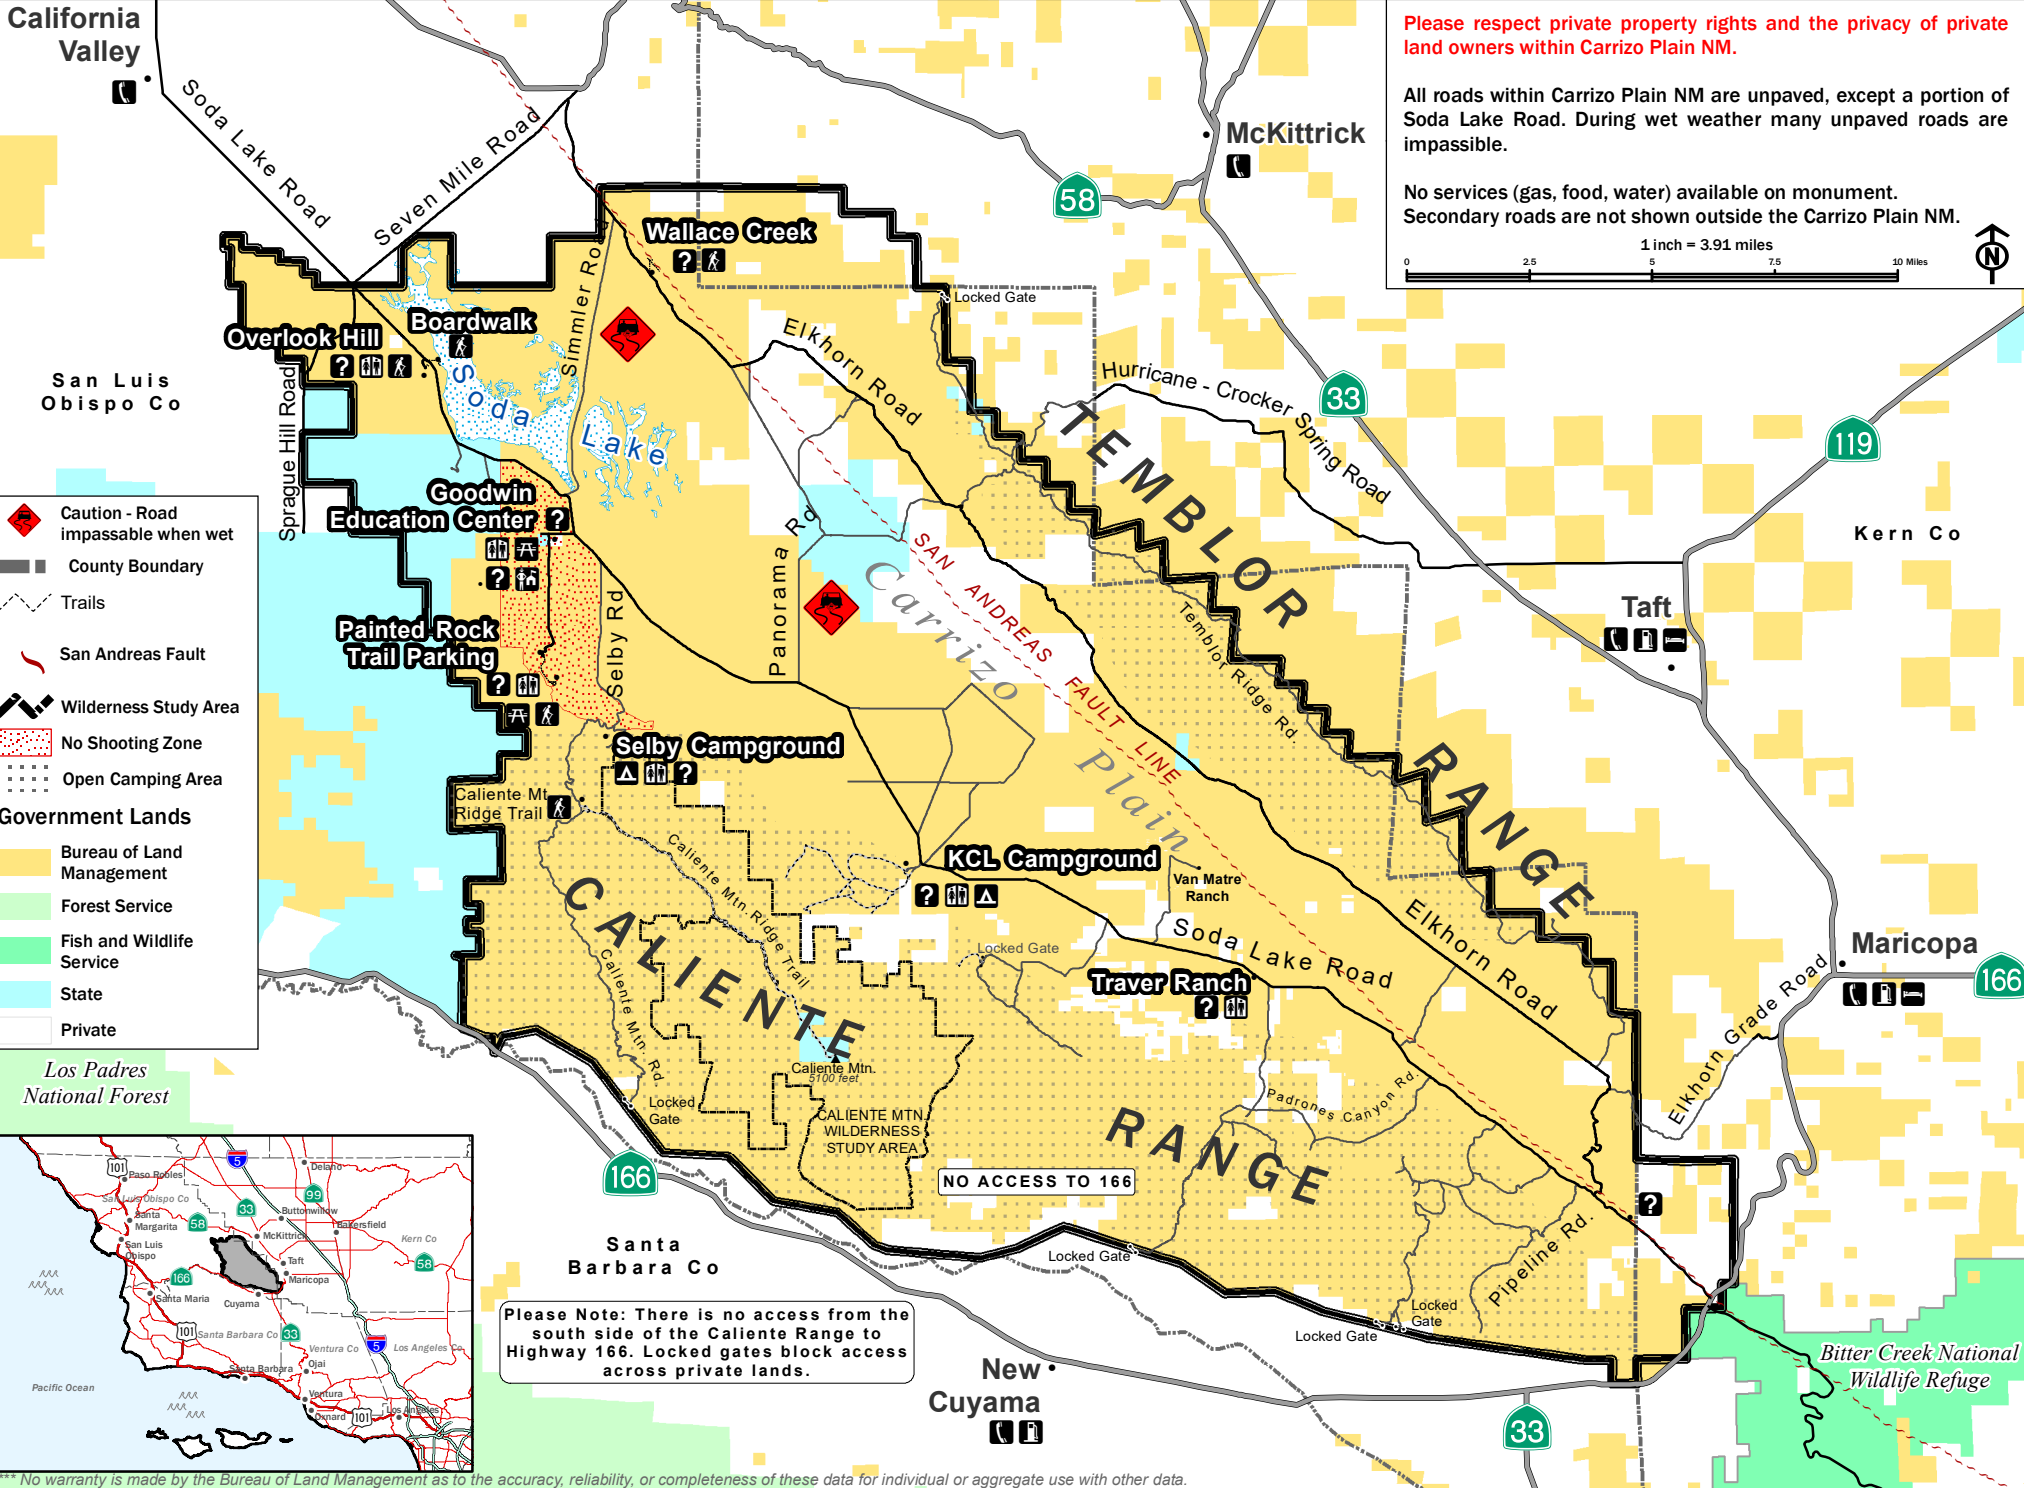 California
Valley
Soda Lake Road
Seven Mile Road
McKittrick
58
Please respect private property rights and the privacy of private
land owners within Carrizo Plain NM.
All roads within Carrizo Plain NM are unpaved, except a portion of
Soda Lake Road. During wet weather many unpaved roads are
impassible.
No services (gas, food, water) available on monument.
Secondary roads are not shown outside the Carrizo Plain NM.
1 inch = 3.91 miles
0 2.5 5 7.5 10 Miles
N
Wallace Creek
?
Simmler Road
Locked Gate
Overlook Hill
?
Boardwalk
Soda Lake
Elkhorn Road
Hurricane - Crocker Spring Road
33
119
San Luis
Obispo Co
Sprague Hill Road
TEMBLOR RANGE
Kern Co
Goodwin
Education Center ?
?
Panorama Rd
SAN ANDREAS FAULT LINE
Carrizo Plain
Temblor Ridge Rd.
Taft
Painted Rock
Trail Parking
?
Selby Rd
Selby Campground
?
Caliente Mt.
Ridge Trail
Caliente Mtn. Ridge Trail
KCL Campground
?
Van Matre
Ranch
Soda Lake Road
Elkhorn Road
Locked Gate
Traver Ranch
?
Maricopa
166
Elkhorn Grade Road
CALIENTE RANGE
Caliente Mtn. Rd
Caliente Mtn.
5100 feet
Locked
Gate
CALIENTE MTN.
WILDERNESS
STUDY AREA
Padrones Canyon Rd.
166
NO ACCESS TO 166
?
Pipeline Rd.
Locked Gate
Locked
Gate
Locked Gate
Santa
Barbara Co
Please Note: There is no access from the
south side of the Caliente Range to
Highway 166. Locked gates block access
across private lands.
New
Cuyama
33
Bitter Creek National
Wildlife Refuge
Caution - Road
impassable when wet
County Boundary
Trails
San Andreas Fault
Wilderness Study Area
No Shooting Zone
Open Camping Area
Government Lands
Bureau of Land
Management
Forest Service
Fish and Wildlife
Service
State
Private
Los Padres
National Forest
101
Paso Robles
5
Delano
San Luis Obispo Co
99
33
Buttonwillow
Santa
Margarita
58
McKittrick
Bakersfield
San Luis
Obispo
Kern Co
58
Taft
Maricopa
166
Santa Maria
Cuyama
101
Santa Barbara Co
33
Ventura Co
5
Los Angeles Co
Santa Barbara
Ojai
Pacific Ocean
Ventura
Oxnard
101
Los Angeles
*** No warranty is made by the Bureau of Land Management as to the accuracy, reliability, or completeness of these data for individual or aggregate use with other data.